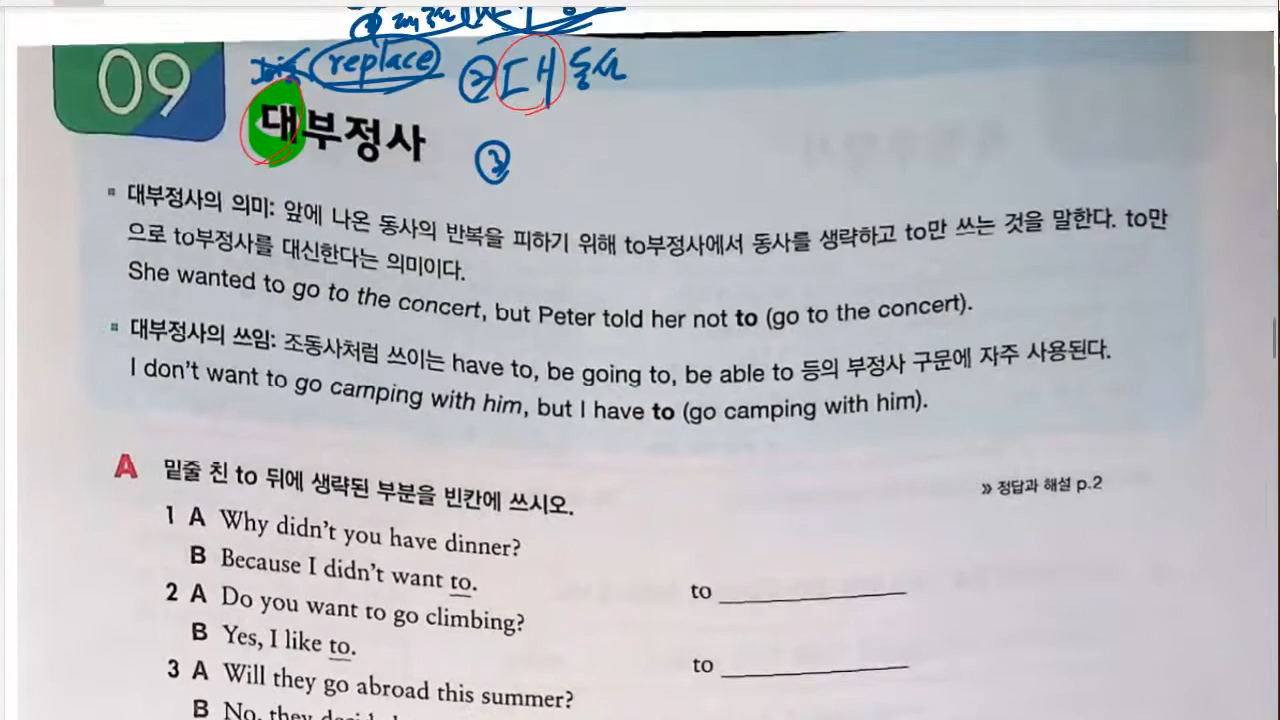 replace ② 대동사
09
대부정사
②
▪ 대부정사의 의미: 앞에 나온 동사의 반복을 피하기 위해 to부정사에서 동사를 생략하고 to만 쓰는 것을 말한다. to만
으로 to부정사를 대신한다는 의미이다.
She wanted to go to the concert, but Peter told her not to (go to the concert).
▪ 대부정사의 쓰임: 조동사처럼 쓰이는 have to, be going to, be able to 등의 부정사 구문에 자주 사용된다.
I don't want to go camping with him, but I have to (go camping with him).
A 밑줄 친 to 뒤에 생략된 부분을 빈칸에 쓰시오.
» 정답과 해설 p.2
1 A Why didn't you have dinner?
B Because I didn't want to.
to
2 A Do you want to go climbing?
B Yes, I like to.
to
3 A Will they go abroad this summer?
B No, they